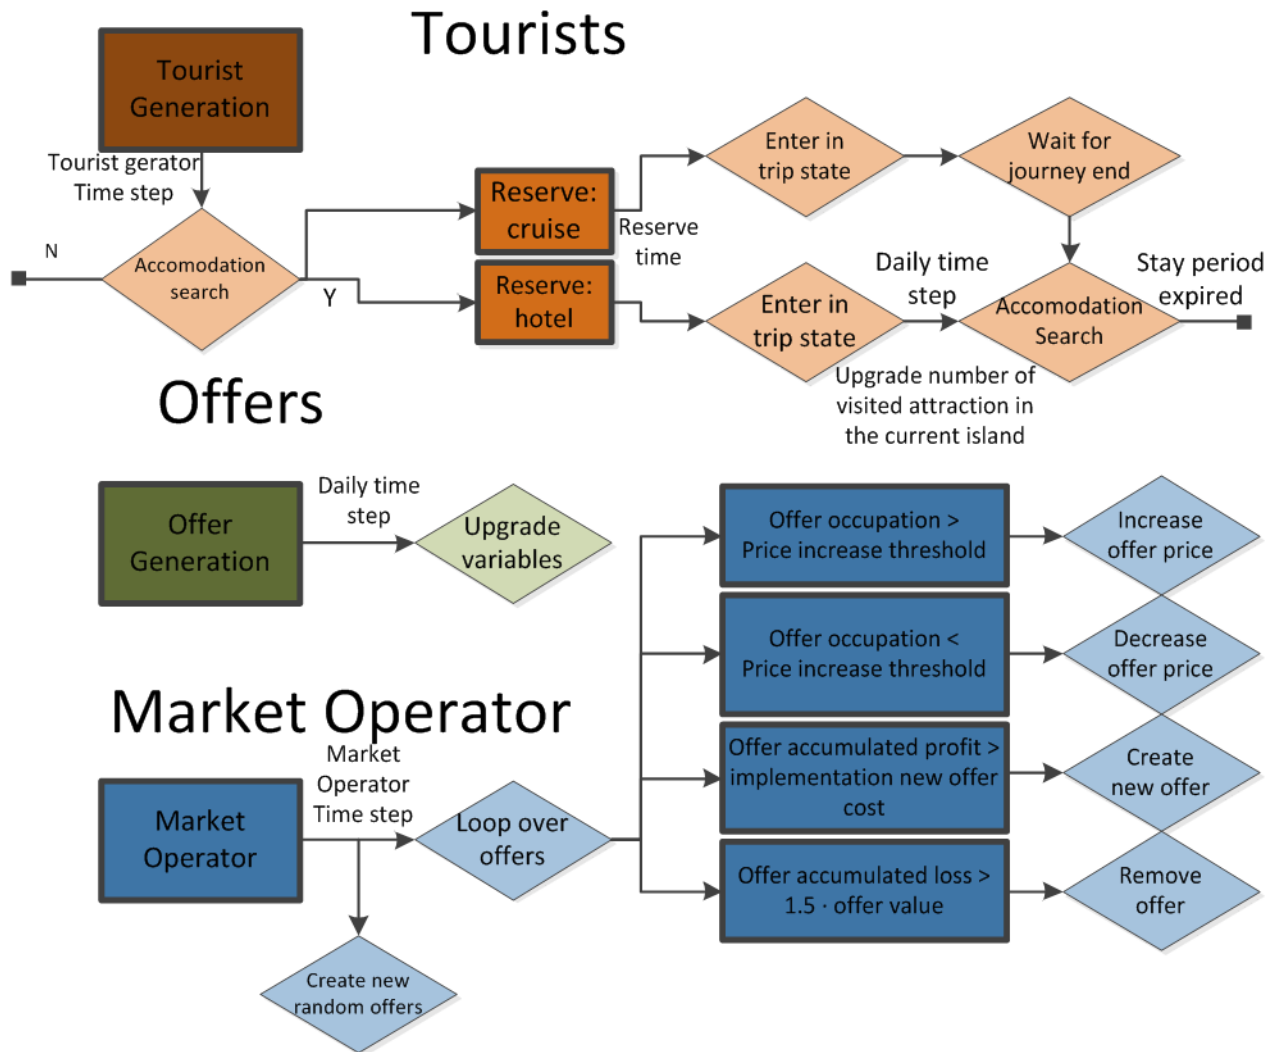 Tourists
Tourist
Generation
Tourist gerator
Time step
N
Accomodation
search
Y
Reserve:
cruise
Reserve
time
Reserve:
hotel
Enter in
trip state
Wait for
journey end
Enter in
trip state
Daily time
step
Accomodation
Search
Stay period
expired
Upgrade number of
visited attraction in
the current island
Offers
Offer
Generation
Daily time
step
Upgrade
variables
Market Operator
Market
Operator
Market
Operator
Time step
Loop over
offers
Create new
random offers
Offer occupation >
Price increase threshold
Increase
offer price
Offer occupation <
Price increase threshold
Decrease
offer price
Offer accumulated profit >
implementation new offer
cost
Create
new offer
Offer accumulated loss >
1.5 · offer value
Remove
offer